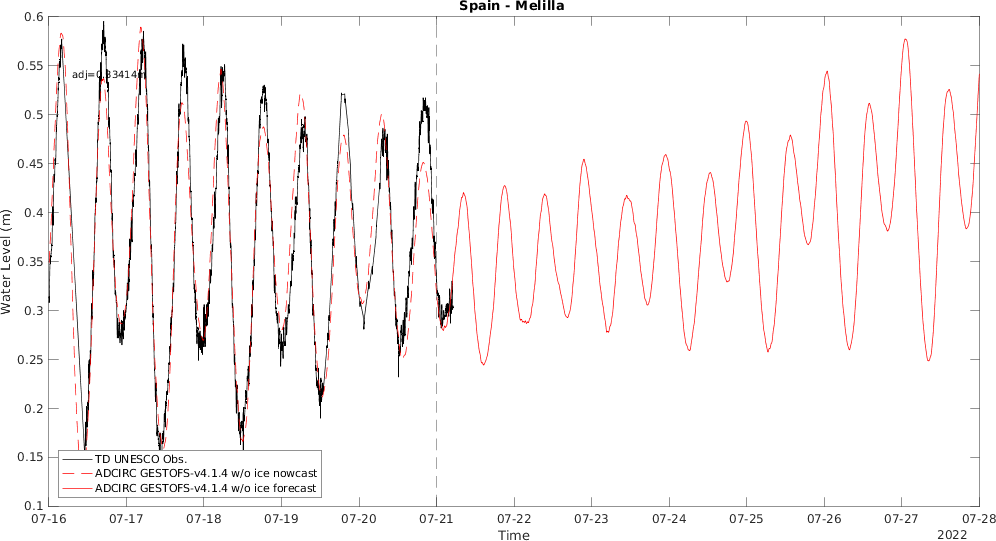 Spain - Melilla
Water Level (m)
0.6
0.55
0.5
0.45
0.4
0.35
0.3
0.25
0.2
0.15
0.1
TD UNESCO Obs.
ADCIRC GESTOFS-v4.1.4 w/o ice nowcast
ADCIRC GESTOFS-v4.1.4 w/o ice forecast
07-16 07-17 07-18 07-19 07-20 07-21 07-22 07-23 07-24 07-25 07-26 07-27 07-28
Time
2022